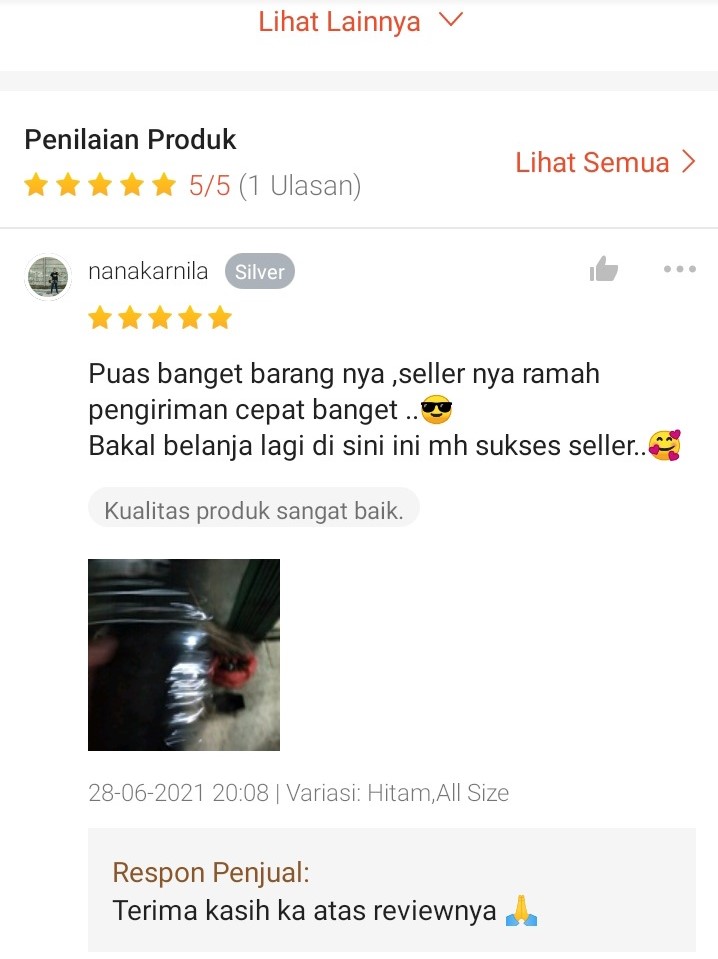 Lihat Lainnya
Penilaian Produk
5/5 (1 Ulasan)
Lihat Semua
nanakarnila Silver
Puas banget barang nya ,seller nya ramah
pengiriman cepat banget ..😎
Bakal belanja lagi di sini ini mh sukses seller..🥰
Kualitas produk sangat baik.
28-06-2021 20:08 | Variasi: Hitam,All Size
Respon Penjual:
Terima kasih ka atas reviewnya 🙏